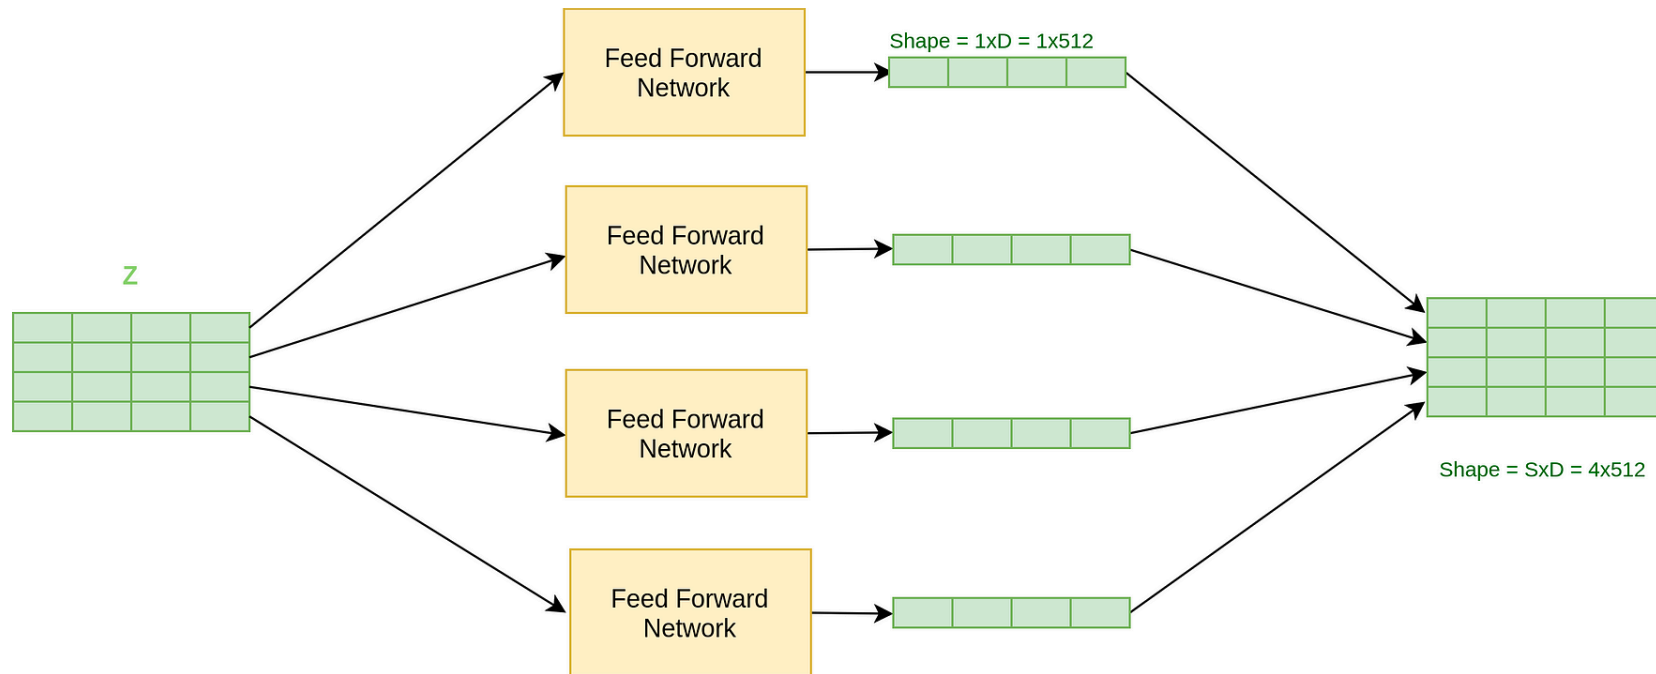 Feed Forward
Network
Shape = 1xD = 1x512
Feed Forward
Network
Z
Feed Forward
Network
Shape = SxD = 4x512
Feed Forward
Network